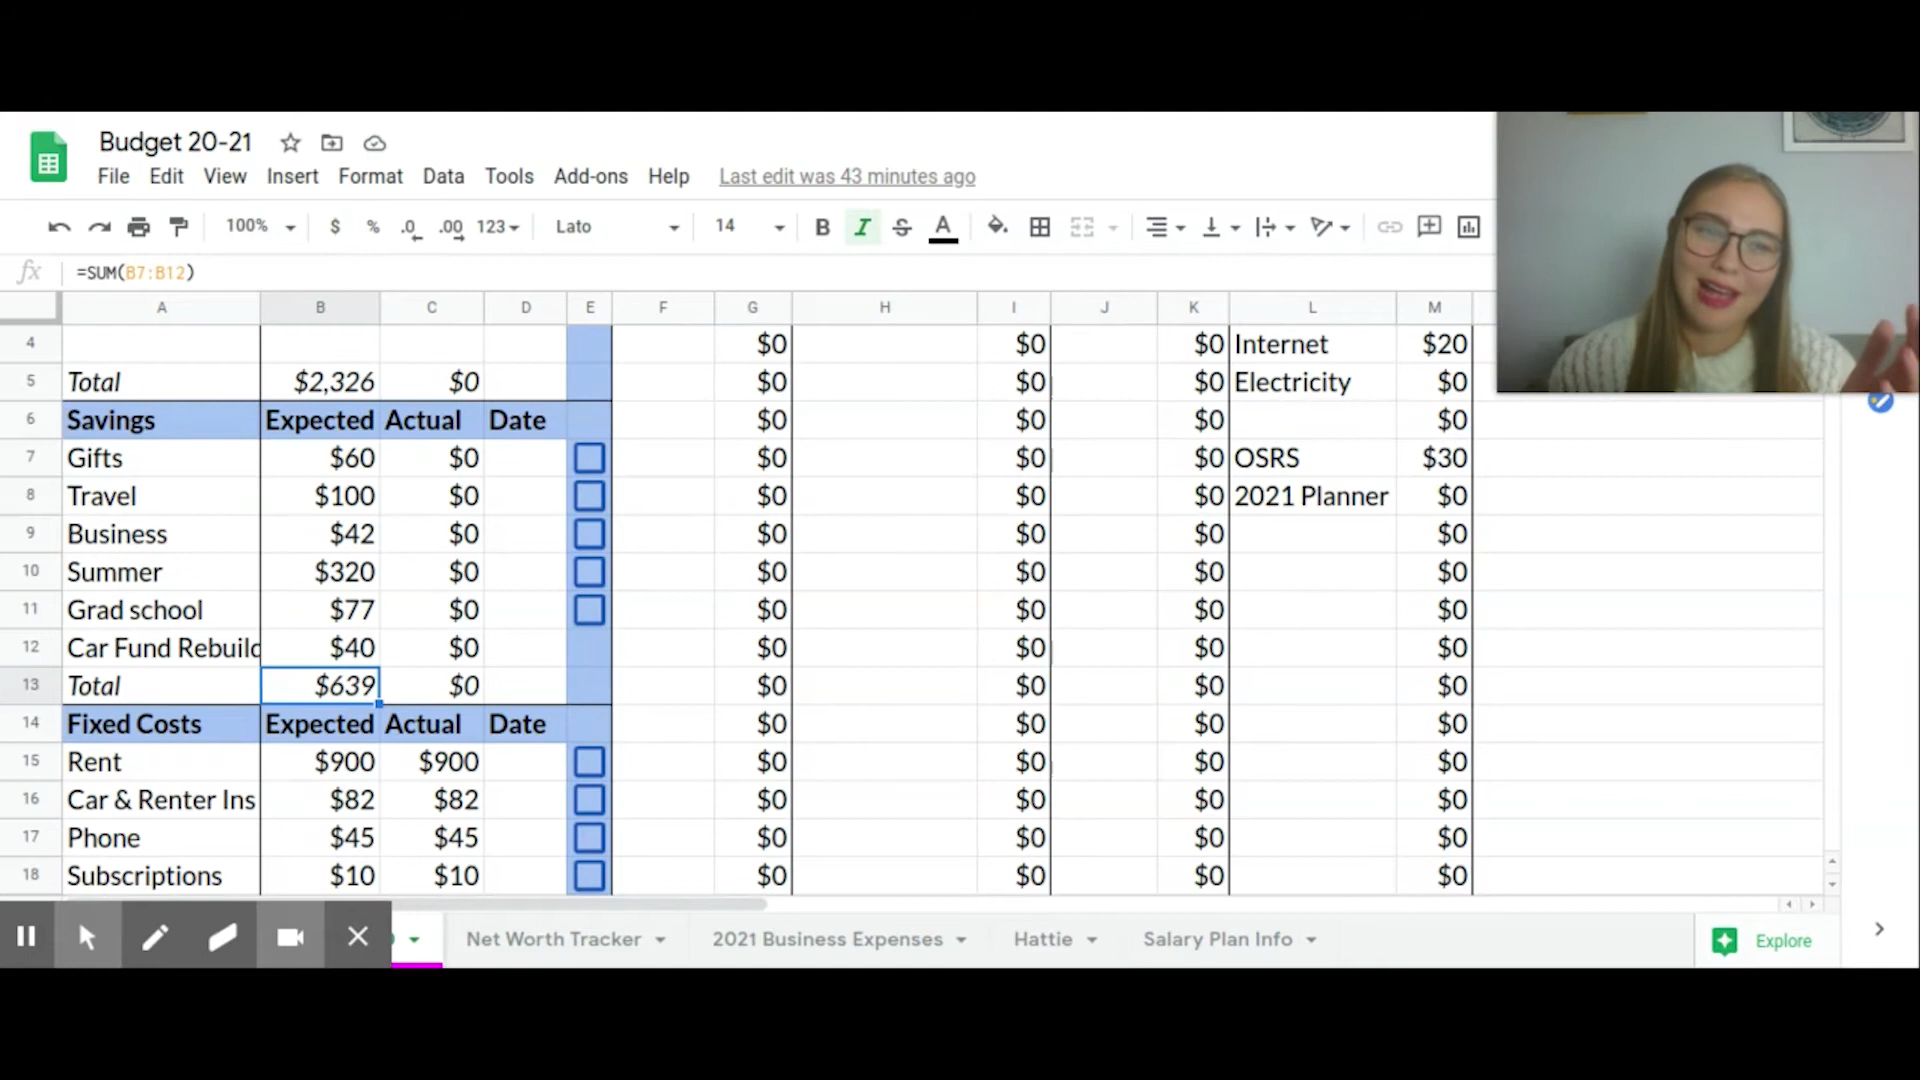 Budget 20-21
File Edit View Insert Format Data Tools Add-ons Help Last edit was 43 minutes ago
100% $ % .0 .00 123 Lato 14 B I S A
fx =SUM(B7:B12)
A B C D E F G H I J K L M
4 $0 $0 $0 Internet $20
5 Total $2,326 $0 $0 $0 $0 Electricity $0
6 Savings Expected Actual Date $0 $0 $0 $0
7 Gifts $60 $0 $0 $0 $0 OSRS $30
8 Travel $100 $0 $0 $0 $0 2021 Planner $0
9 Business $42 $0 $0 $0 $0 $0
10 Summer $320 $0 $0 $0 $0 $0
11 Grad school $77 $0 $0 $0 $0 $0
12 Car Fund Rebuild $40 $0 $0 $0 $0 $0
13 Total $639 $0 $0 $0 $0 $0
14 Fixed Costs Expected Actual Date $0 $0 $0 $0
15 Rent $900 $900 $0 $0 $0 $0
16 Car & Renter Ins $82 $82 $0 $0 $0 $0
17 Phone $45 $45 $0 $0 $0 $0
18 Subscriptions $10 $10 $0 $0 $0 $0
Net Worth Tracker 2021 Business Expenses Hattie Salary Plan Info Explore